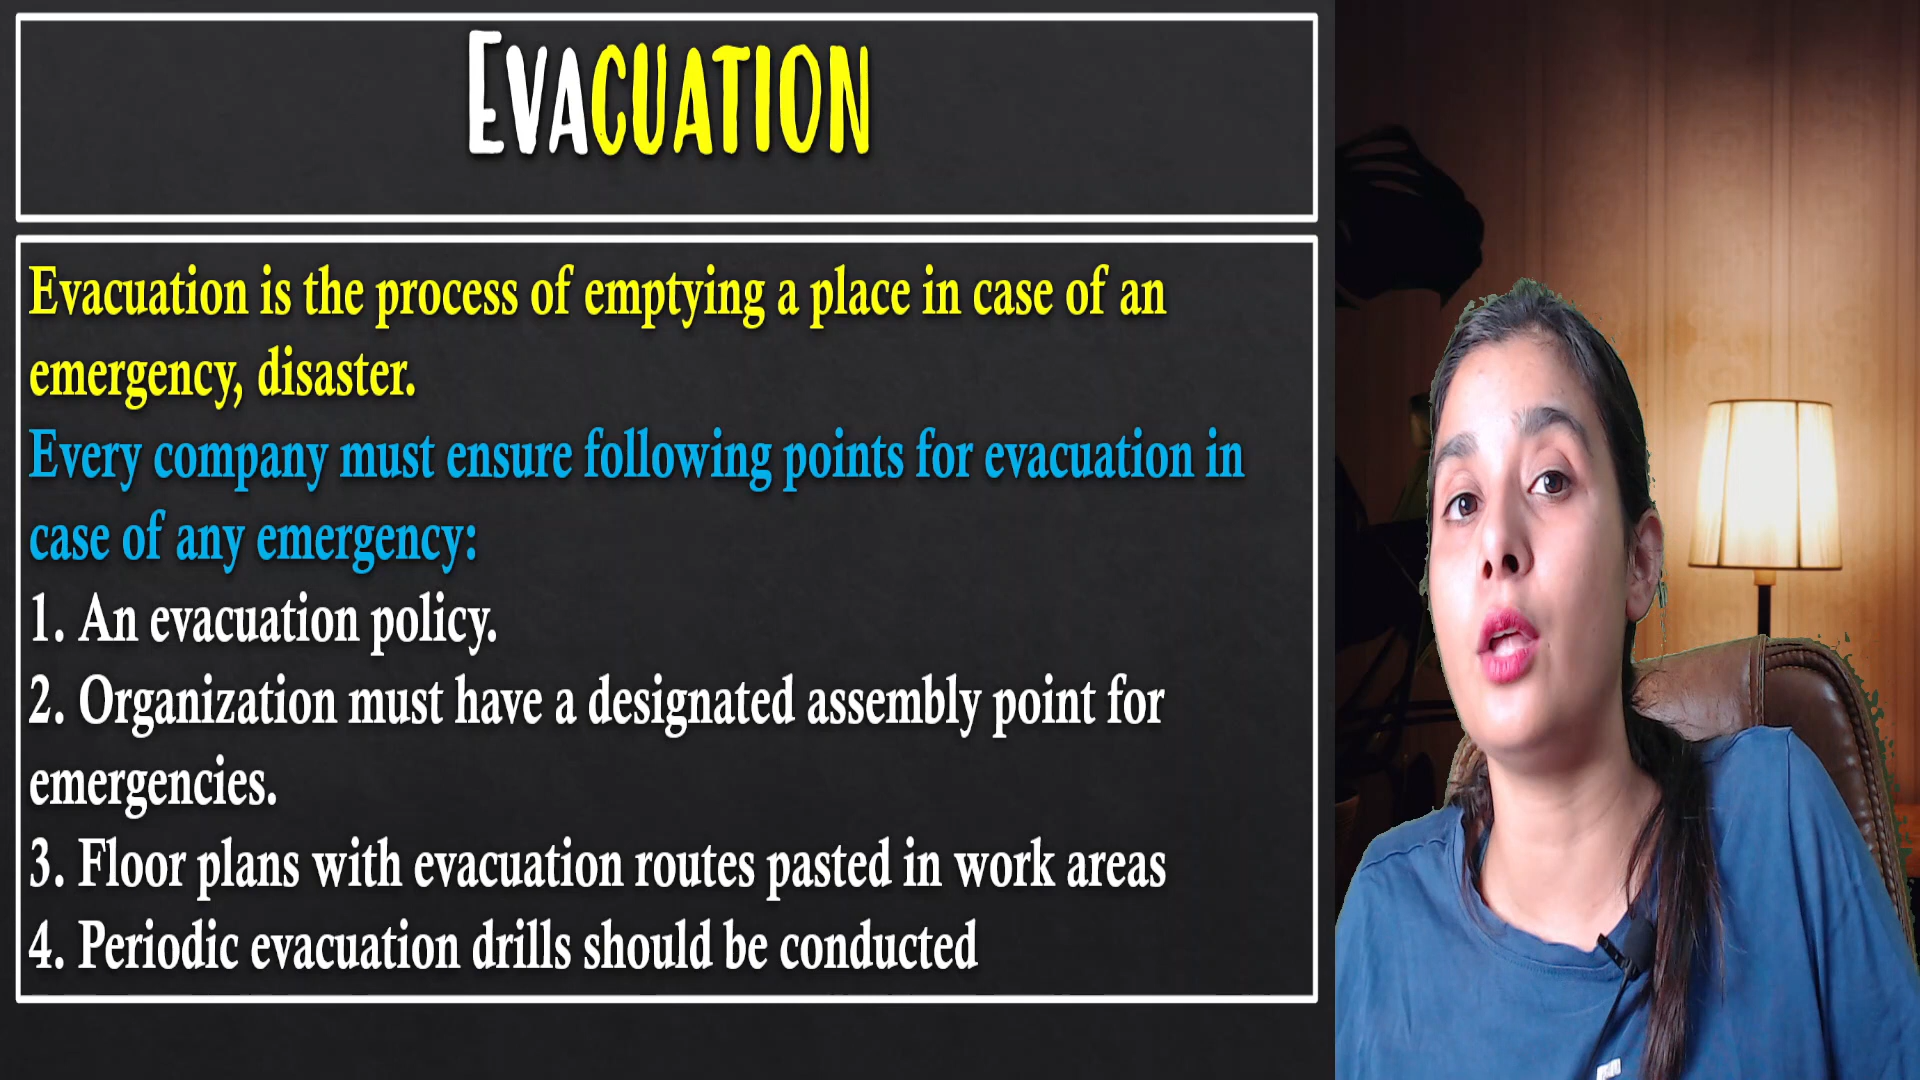 EVACUATION
Evacuation is the process of emptying a place in case of an
emergency, disaster.
Every company must ensure following points for evacuation in
case of any emergency:
1. An evacuation policy.
2. Organization must have a designated assembly point for
emergencies.
3. Floor plans with evacuation routes pasted in work areas
4. Periodic evacuation drills should be conducted